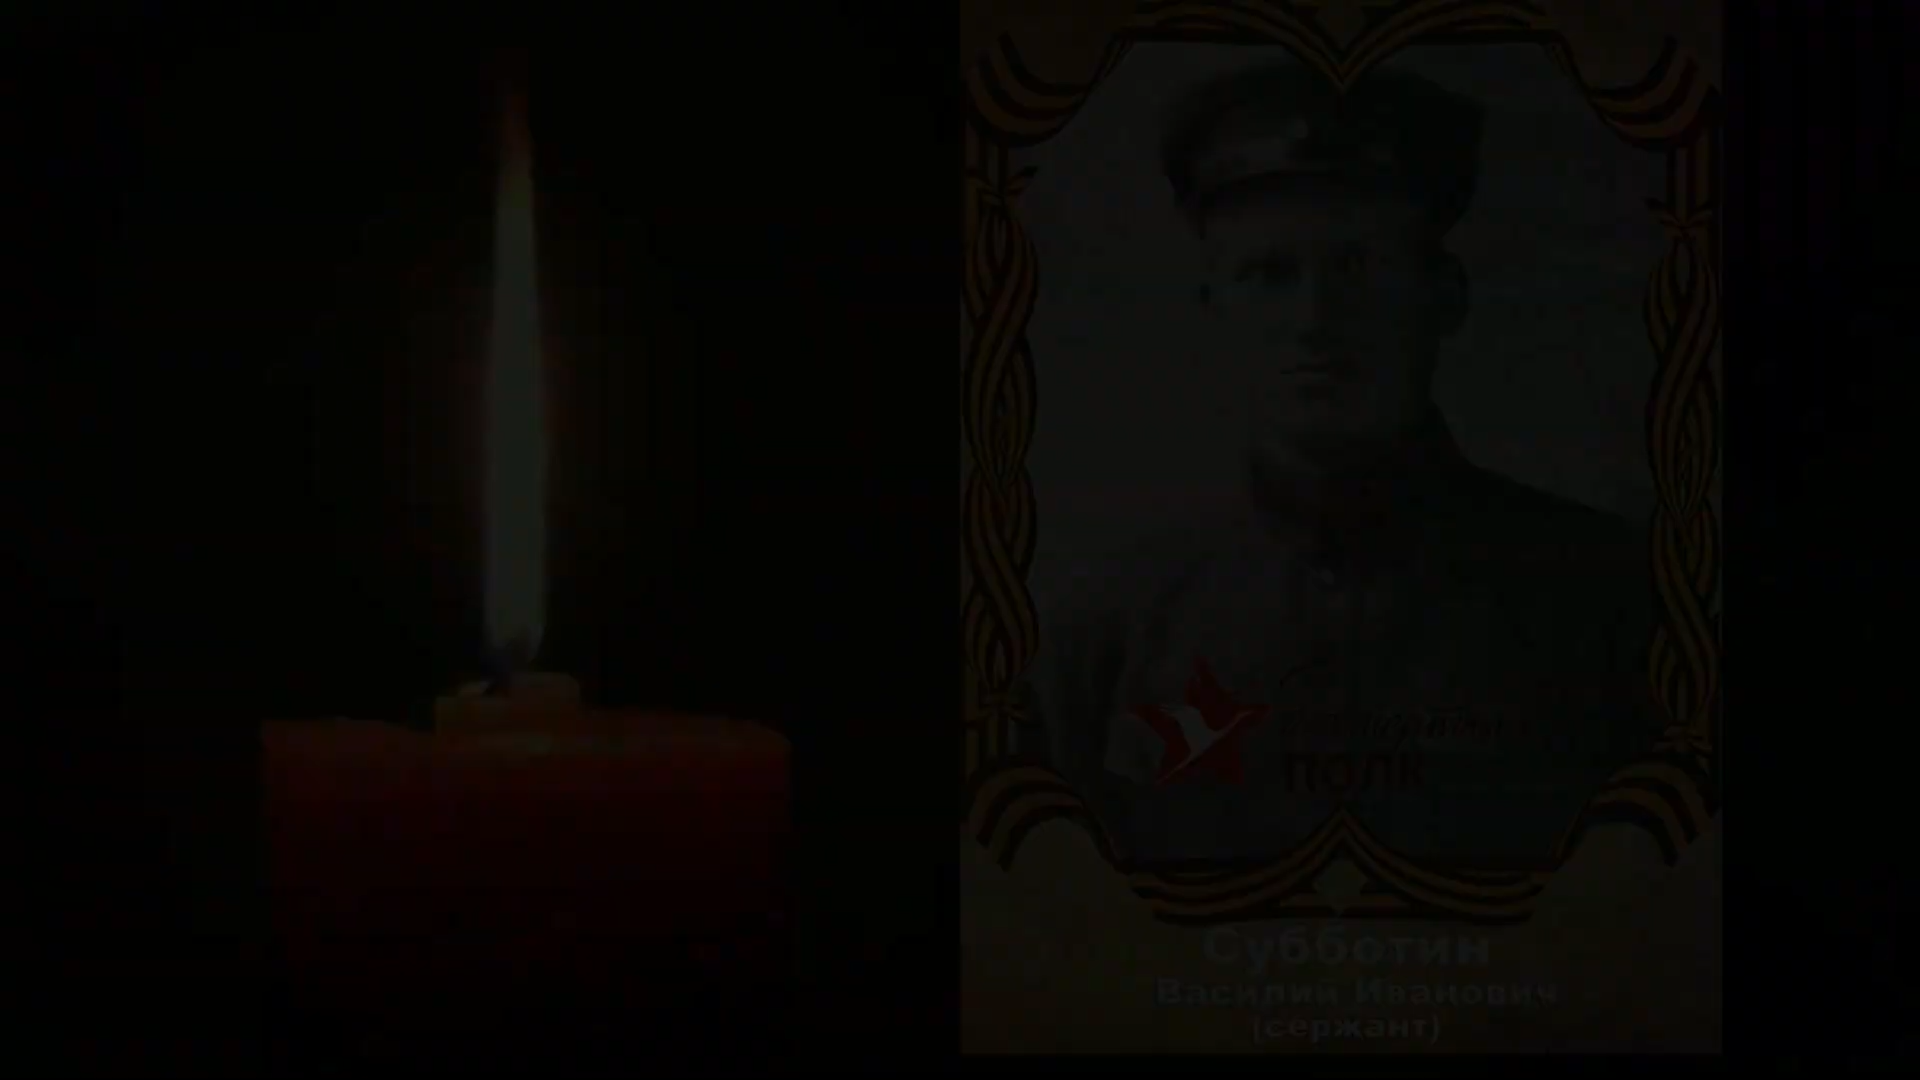 Бессмертный
ПОЛК
Субботин
Василий Иванович
(сержант)